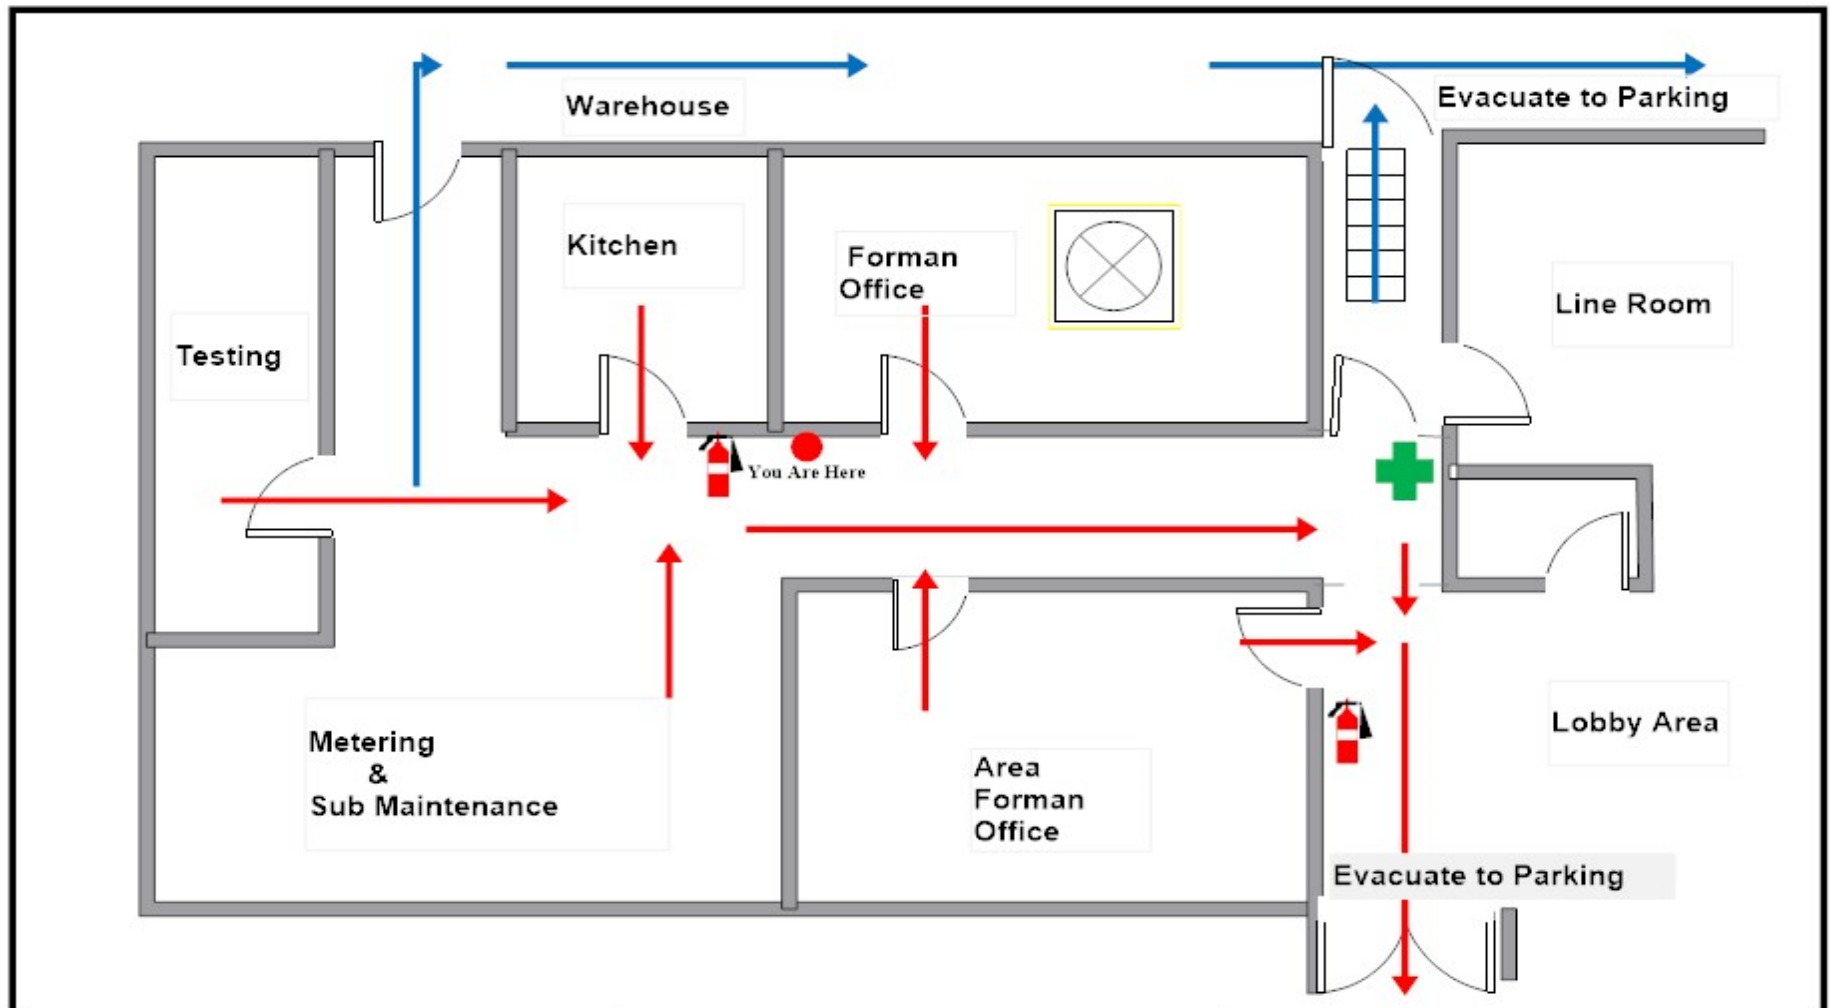 Warehouse
Evacuate to Parking
Kitchen
Forman
Office
Line Room
Testing
You Are Here
Metering
&
Sub Maintenance
Area
Forman
Office
Lobby Area
Evacuate to Parking